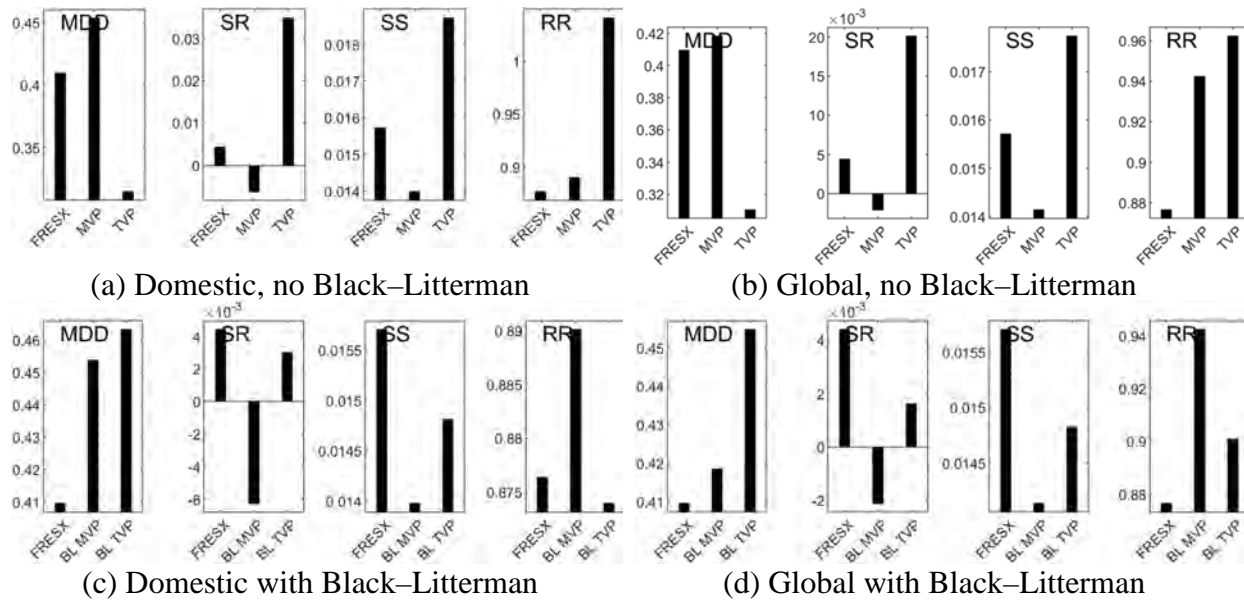 MDD
0.45
0.4
0.35
FRESX
MVP
TVP
SR
0.03
0.02
0.01
0
FRESX
MVP
TVP
SS
0.018
0.017
0.016
0.015
0.014
FRESX
MVP
TVP
RR
1
0.95
0.9
FRESX
MVP
TVP
(a) Domestic, no Black–Litterman
MDD
0.42
0.4
0.38
0.36
0.34
0.32
FRESX
MVP
TVP
×10⁻³
SR
20
15
10
5
0
FRESX
MVP
TVP
SS
0.017
0.016
0.015
0.014
FRESX
MVP
TVP
RR
0.96
0.94
0.92
0.9
0.88
FRESX
MVP
TVP
(b) Global, no Black–Litterman
MDD
0.46
0.45
0.44
0.43
0.42
0.41
FRESX
BL MVP
BL TVP
×10⁻³
SR
4
2
0
-2
-4
-6
FRESX
BL MVP
BL TVP
SS
0.0155
0.015
0.0145
0.014
FRESX
BL MVP
BL TVP
RR
0.89
0.885
0.88
0.875
FRESX
BL MVP
BL TVP
(c) Domestic with Black–Litterman
MDD
0.45
0.44
0.43
0.42
0.41
FRESX
BL MVP
BL TVP
×10⁻³
SR
4
2
0
-2
FRESX
BL MVP
BL TVP
SS
0.0155
0.015
0.0145
FRESX
BL MVP
BL TVP
RR
0.94
0.92
0.9
0.88
FRESX
BL MVP
BL TVP
(d) Global with Black–Litterman